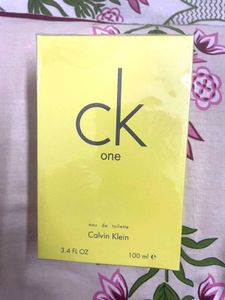 ck
one
eau de toilette
Calvin Klein
3.4 FL OZ 100 ml ℮